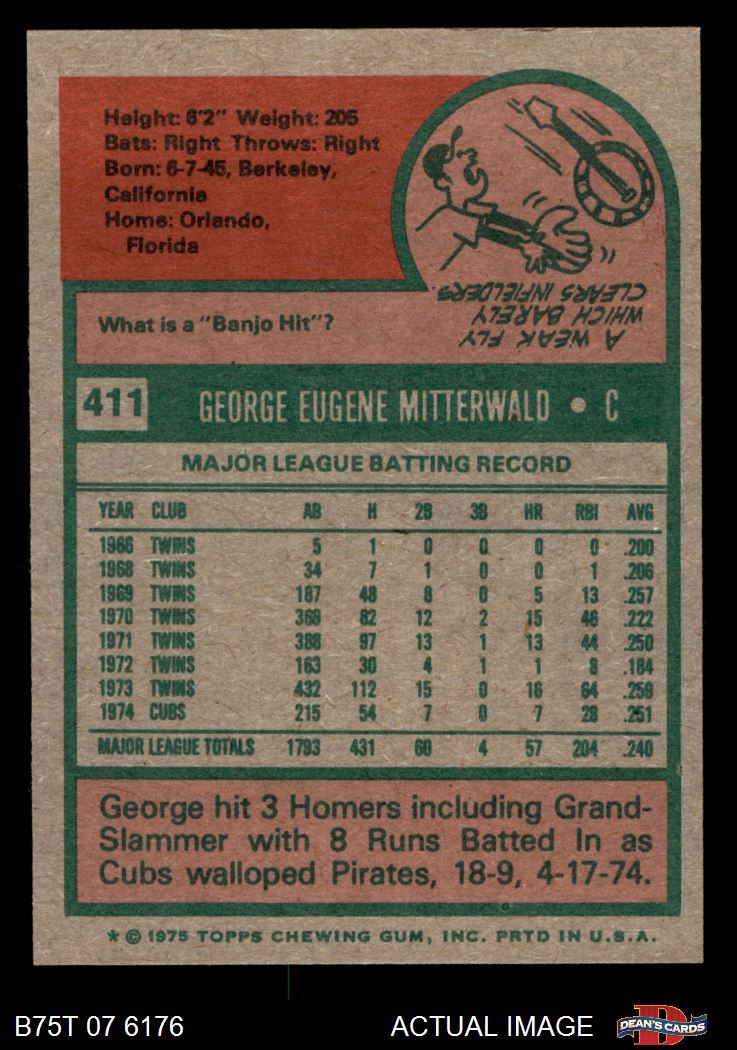 Height: 6'2" Weight: 205
Bats: Right Throws: Right
Born: 6-7-45, Berkeley,
California
Home: Orlando,
Florida
What is a "Banjo Hit"?
A WEAK FLY
WHICH BARELY
CLEARS INFIELDERS.
411 GEORGE EUGENE MITTERWALD • C
MAJOR LEAGUE BATTING RECORD
YEAR CLUB AB H 2B 3B HR RBI AVG
1966 TWINS 5 1 0 0 0 0 .200
1968 TWINS 34 7 1 0 0 1 .206
1969 TWINS 187 48 8 0 5 13 .257
1970 TWINS 369 82 12 2 15 46 .222
1971 TWINS 388 97 13 1 13 44 .250
1972 TWINS 163 30 4 1 1 8 .184
1973 TWINS 432 112 15 0 16 64 .259
1974 CUBS 215 54 7 0 7 28 .251
MAJOR LEAGUE TOTALS 1793 431 60 4 57 204 .240
George hit 3 Homers including Grand-
Slammer with 8 Runs Batted In as
Cubs walloped Pirates, 18-9, 4-17-74.
* © 1975 TOPPS CHEWING GUM, INC. PRTD IN U.S.A.
B75T 07 6176 ACTUAL IMAGE D DEAN'S CARDS